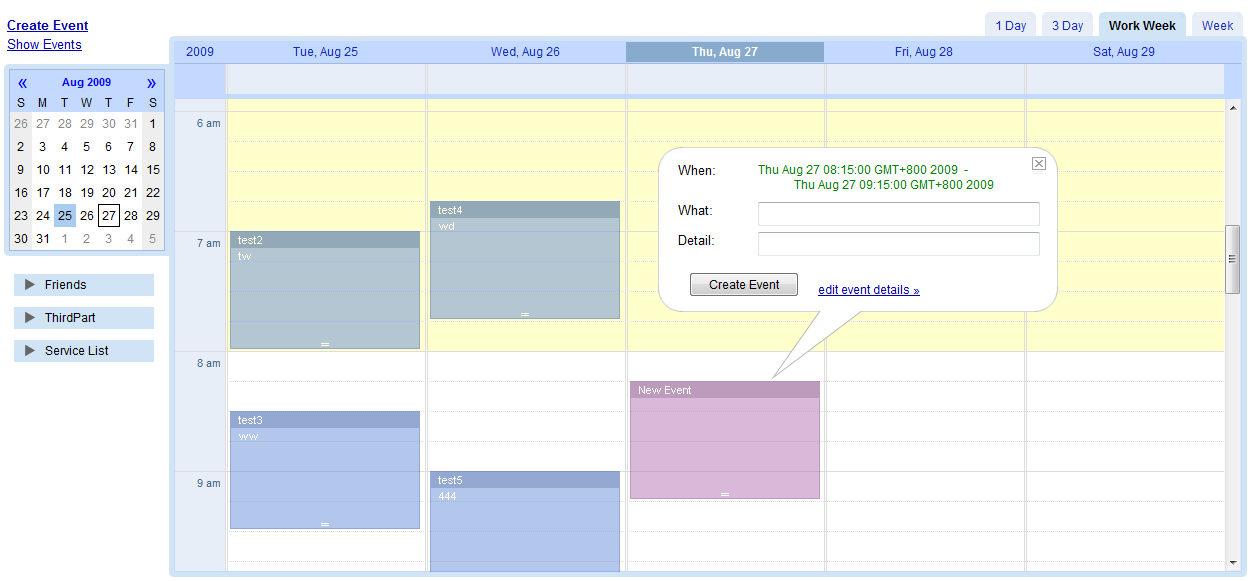 Create Event
Show Events
1 Day 3 Day Work Week Week
2009 Tue, Aug 25 Wed, Aug 26 Thu, Aug 27 Fri, Aug 28 Sat, Aug 29
« Aug 2009 »
S M T W T F S
26 27 28 29 30 31 1
2 3 4 5 6 7 8
9 10 11 12 13 14 15
16 17 18 19 20 21 22
23 24 25 26 27 28 29
30 31 1 2 3 4 5
Friends
ThirdPart
Service List
6 am
7 am
8 am
9 am
test2
tw
test3
ww
test4
wd
test5
444
When: Thu Aug 27 08:15:00 GMT+800 2009 -
Thu Aug 27 09:15:00 GMT+800 2009
What:
Detail:
Create Event edit event details »
New Event